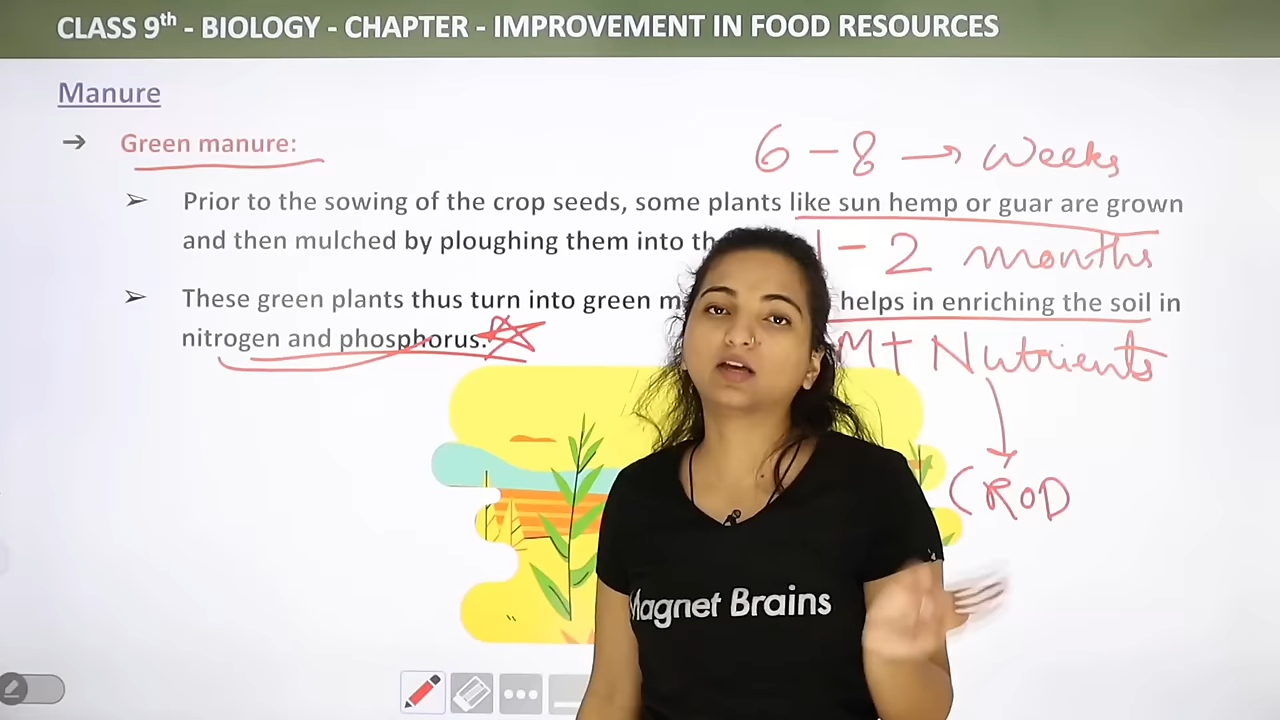 CLASS 9th - BIOLOGY - CHAPTER - IMPROVEMENT IN FOOD RESOURCES
Manure
→ Green manure:
6 - 8 → Weeks
➢ Prior to the sowing of the crop seeds, some plants like sun hemp or guar are grown
and then mulched by ploughing them into
1 - 2 months
➢ These green plants thus turn into green helps in enriching the soil in
nitrogen and phosphorus.
M + Nutrients
CROD
Magnet Brains